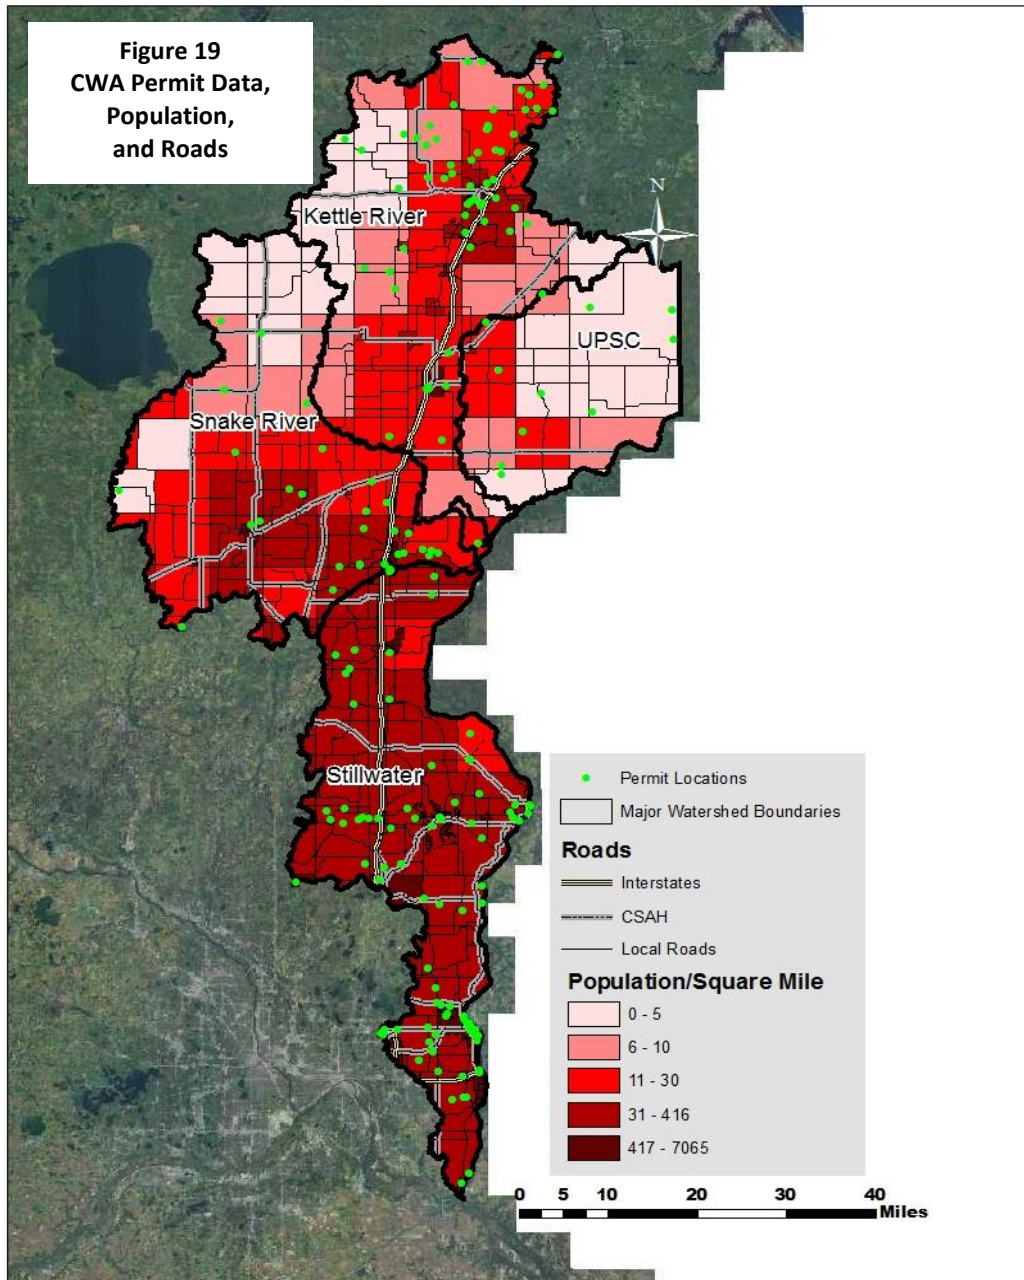 Figure 19
CWA Permit Data,
Population,
and Roads
N
Kettle River
UPSC
Snake River
Stillwater
Permit Locations
Major Watershed Boundaries
Roads
Interstates
CSAH
Local Roads
Population/Square Mile
0 - 5
6 - 10
11 - 30
31 - 416
417 - 7065
0 5 10 20 30 40
Miles